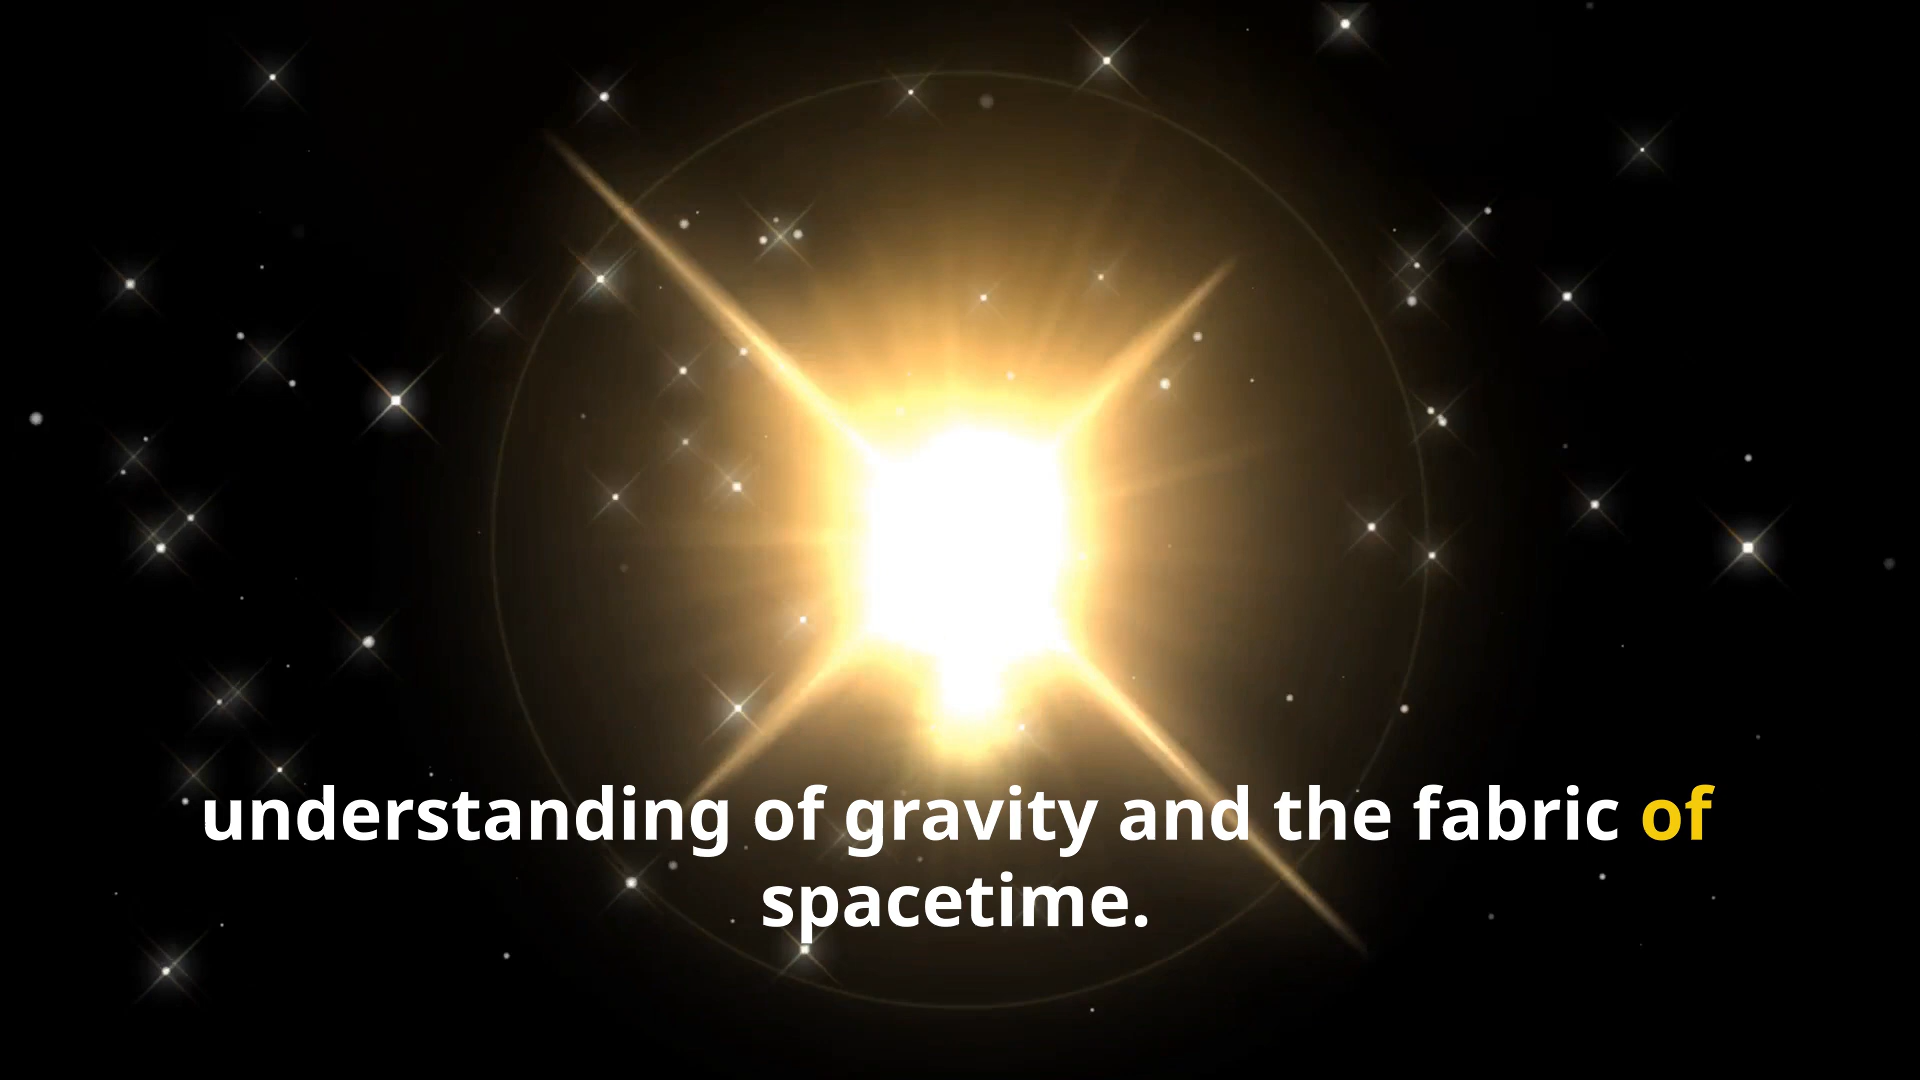 understanding of gravity and the fabric of
spacetime.